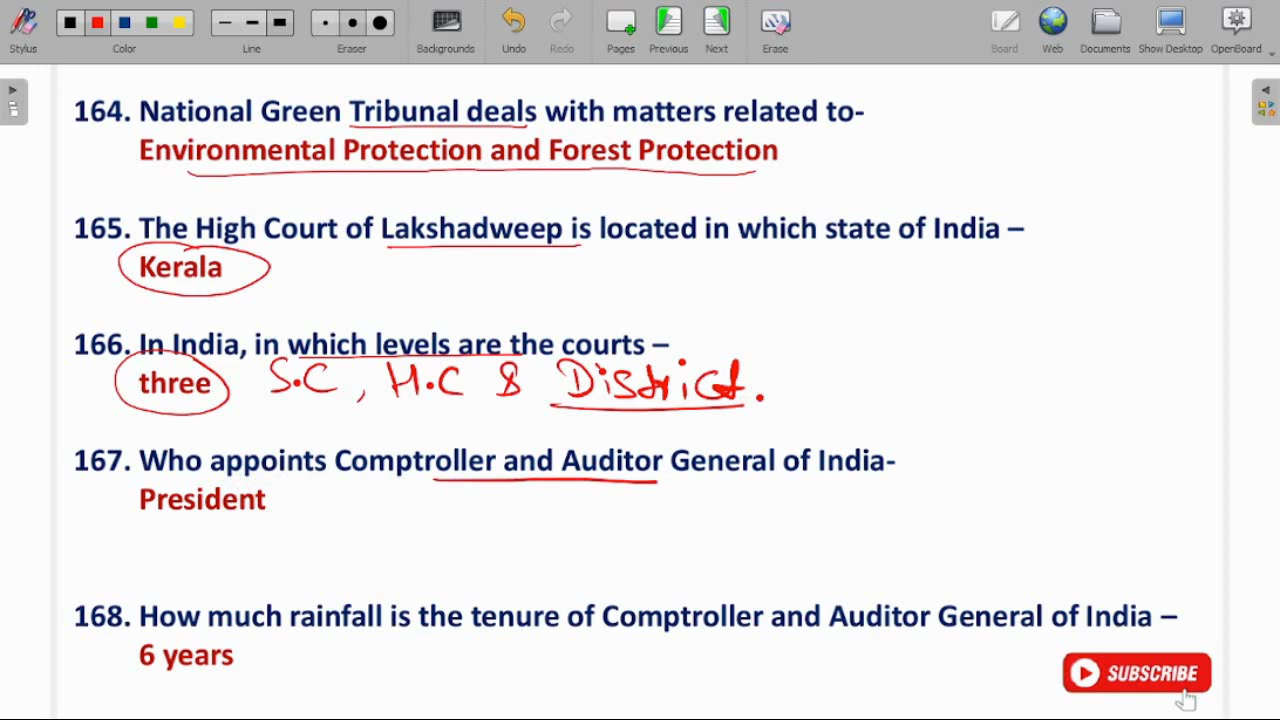 Stylus
Color
Line
Eraser
Backgrounds
Undo
Redo
Pages
Previous
Next
Erase
Board
Web
Documents
Show Desktop
OpenBoard
164. National Green Tribunal deals with matters related to-
Environmental Protection and Forest Protection
165. The High Court of Lakshadweep is located in which state of India –
Kerala
166. In India, in which levels are the courts –
three S.C, H.C & District.
167. Who appoints Comptroller and Auditor General of India-
President
168. How much rainfall is the tenure of Comptroller and Auditor General of India –
6 years
SUBSCRIBE